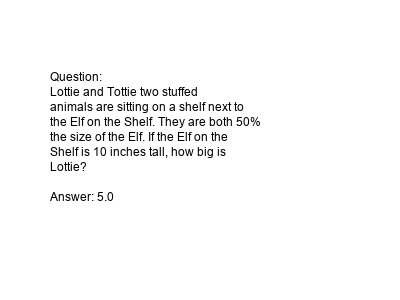 Question:
Lottie and Tottie two stuffed
animals are sitting on a shelf next to
the Elf on the Shelf. They are both 50%
the size of the Elf. If the Elf on the
Shelf is 10 inches tall, how big is
Lottie?

Answer: 5.0